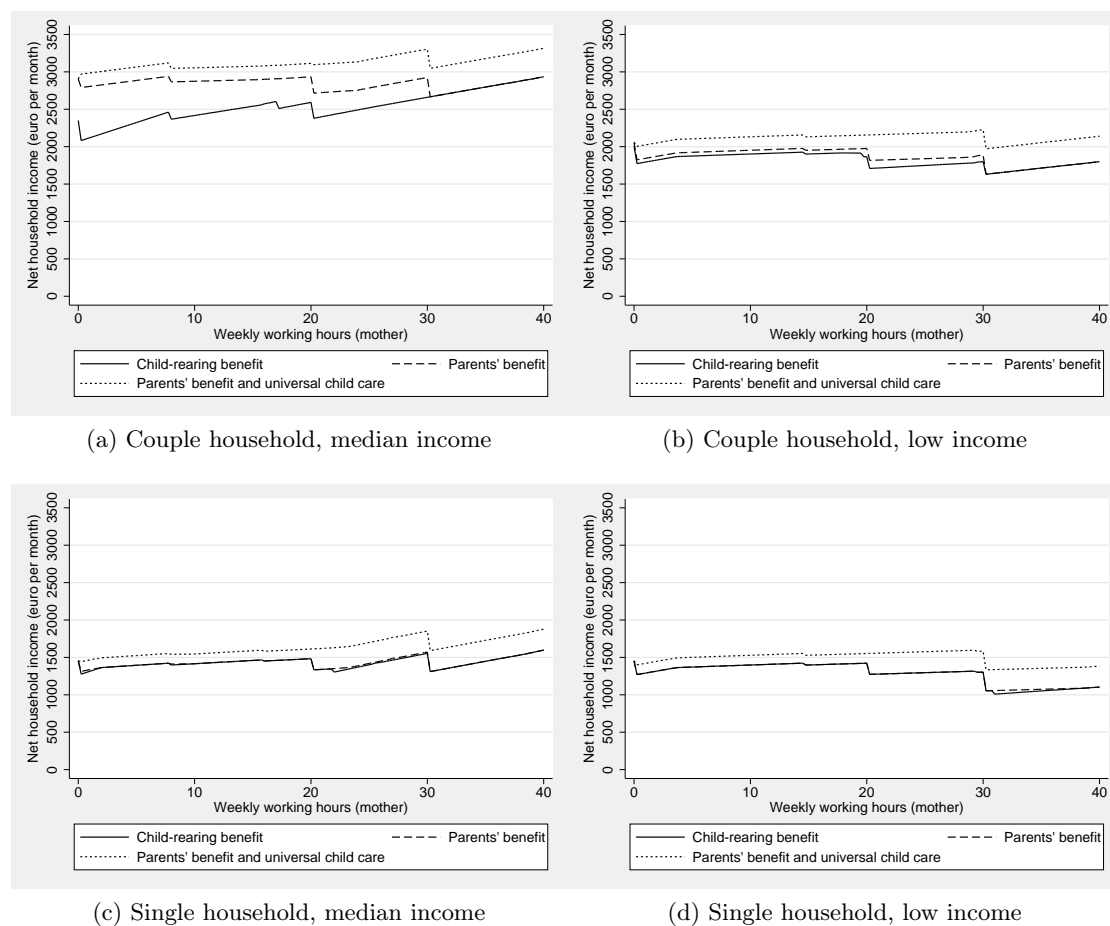 Net household income (euro per month)
0 500 1000 1500 2000 2500 3000 3500
0 10 20 30 40
Weekly working hours (mother)
Child-rearing benefit Parents' benefit
Parents' benefit and universal child care
(a) Couple household, median income
Net household income (euro per month)
0 500 1000 1500 2000 2500 3000 3500
0 10 20 30 40
Weekly working hours (mother)
Child-rearing benefit Parents' benefit
Parents' benefit and universal child care
(b) Couple household, low income
Net household income (euro per month)
0 500 1000 1500 2000 2500 3000 3500
0 10 20 30 40
Weekly working hours (mother)
Child-rearing benefit Parents' benefit
Parents' benefit and universal child care
(c) Single household, median income
Net household income (euro per month)
0 500 1000 1500 2000 2500 3000 3500
0 10 20 30 40
Weekly working hours (mother)
Child-rearing benefit Parents' benefit
Parents' benefit and universal child care
(d) Single household, low income